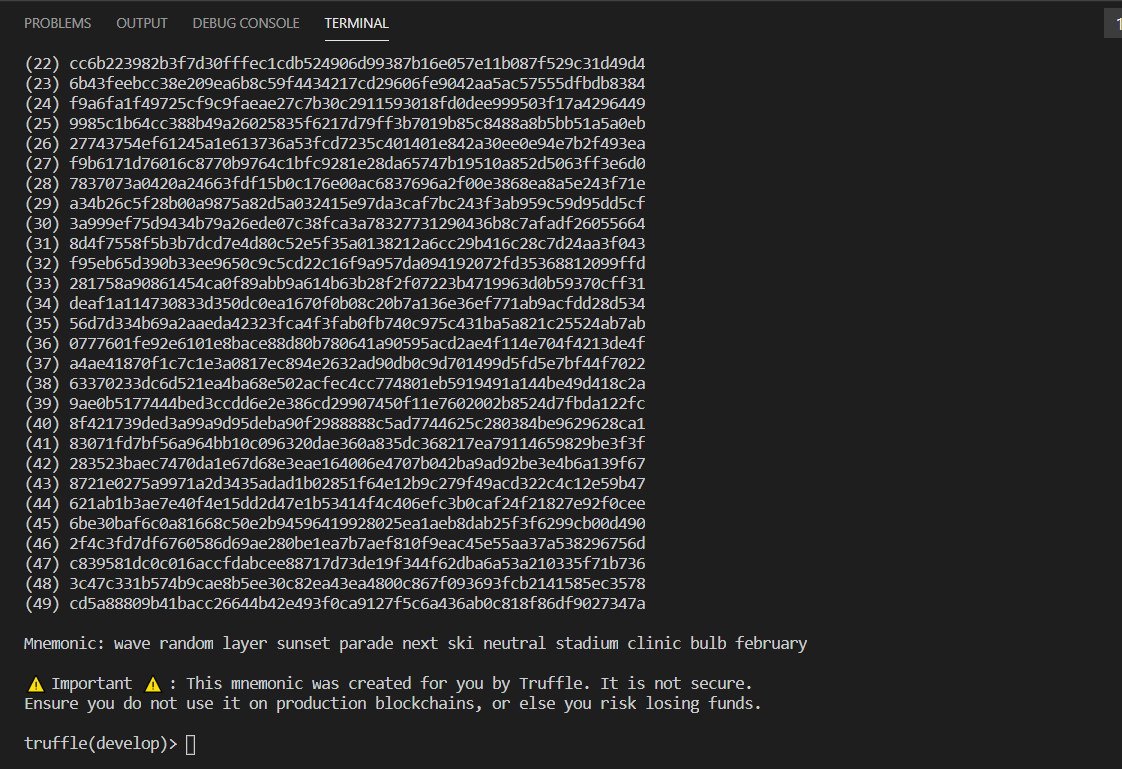 PROBLEMS OUTPUT DEBUG CONSOLE TERMINAL 1
(22) cc6b223982b3f7d30fffec1cdb524906d99387b16e057e11b087f529c31d49d4
(23) 6b43feebcc38e209ea6b8c59f4434217cd29606fe9042aa5ac57555dfbdb8384
(24) f9a6fa1f49725cf9c9faeae27c7b30c2911593018fd0dee999503f17a4296449
(25) 9985c1b64cc388b49a26025835f6217d79ff3b7019b85c8488a8b5bb51a5a0eb
(26) 27743754ef61245a1e613736a53fcd7235c401401e842a30ee0e94e7b2f493ea
(27) f9b6171d76016c8770b9764c1bfc9281e28da65747b19510a852d5063ff3e6d0
(28) 7837073a0420a24663fdf15b0c176e00ac6837696a2f00e3868ea8a5e243f71e
(29) a34b26c5f28b00a9875a82d5a032415e97da3caf7bc243f3ab959c59d95dd5cf
(30) 3a999ef75d9434b79a26ede07c38fca3a78327731290436b8c7afadf26055664
(31) 8d4f7558f5b3b7dcd7e4d80c52e5f35a0138212a6cc29b416c28c7d24aa3f043
(32) f95eb65d390b33ee9650c9c5cd22c16f9a957da094192072fd35368812099ffd
(33) 281758a90861454ca0f89abb9a614b63b28f2f07223b4719963d0b59370cff31
(34) deaf1a114730833d350dc0ea1670f0b08c20b7a136e36ef771ab9acfdd28d534
(35) 56d7d334b69a2aaeda42323fca4f3fab0fb740c975c431ba5a821c25524ab7ab
(36) 0777601fe92e6101e8bace88d80b780641a90595acd2ae4f114e704f4213de4f
(37) a4ae41870f1c7c1e3a0817ec894e2632ad90db0c9d701499d5fd5e7bf44f7022
(38) 63370233dc6d521ea4ba68e502acfec4cc774801eb5919491a144be49d418c2a
(39) 9ae0b5177444bed3ccdd6e2e386cd29907450f11e7602002b8524d7fbda122fc
(40) 8f421739ded3a99a9d95deba90f2988888c5ad7744625c280384be9629628ca1
(41) 83071fd7bf56a964bb10c096320dae360a835dc368217ea79114659829be3f3f
(42) 283523baec7470da1e67d68e3eae164006e4707b042ba9ad92be3e4b6a139f67
(43) 8721e0275a9971a2d3435adad1b02851f64e12b9c279f49acd322c4c12e59b47
(44) 621ab1b3ae7e40f4e15dd2d47e1b53414f4c406efc3b0caf24f21827e92f0cee
(45) 6be30baf6c0a81668c50e2b94596419928025ea1aeb8dab25f3f6299cb00d490
(46) 2f4c3fd7df6760586d69ae280be1ea7b7aef810f9eac45e55aa37a538296756d
(47) c839581dc0c016accfdabcee88717d73de19f344f62dba6a53a210335f71b736
(48) 3c47c331b574b9cae8b5ee30c82ea43ea4800c867f093693fcb2141585ec3578
(49) cd5a88809b41bacc26644b42e493f0ca9127f5c6a436ab0c818f86df9027347a
Mnemonic: wave random layer sunset parade next ski neutral stadium clinic bulb february
⚠ Important ⚠ : This mnemonic was created for you by Truffle. It is not secure.
Ensure you do not use it on production blockchains, or else you risk losing funds.
truffle(develop)>